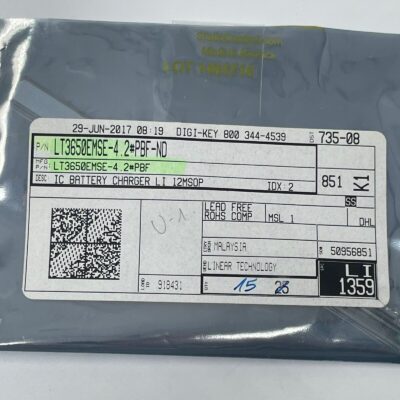 29-JUN-2017 08:19 DIGI-KEY 800 344-4539
735-08
P/N LT3650EMSE-4.2#PBF-ND
MFG P/N LT3650EMSE-4.2#PBF
DESC IC BATTERY CHARGER LI 12MSOP IDX: 2
851 K1
SS
LEAD FREE
ROHS COMP MSL 1
DHL
U-1
MALAYSIA
50956851
LINEAR TECHNOLOGY
LI
918431
15
1359